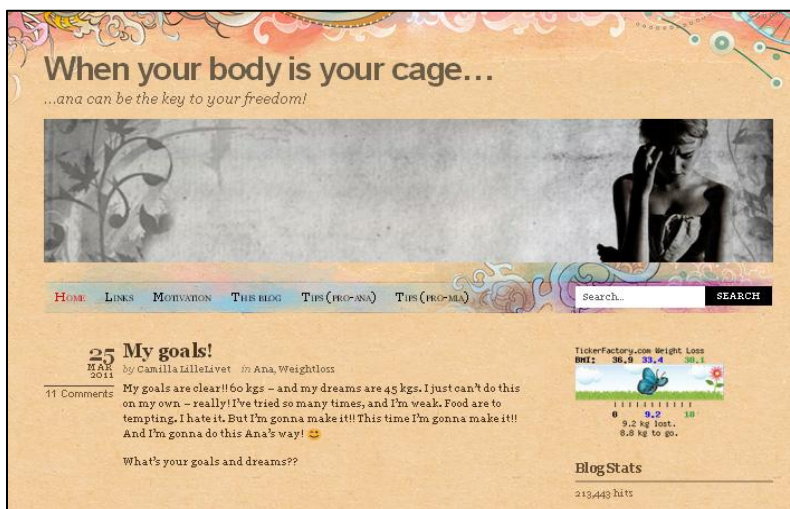 When your body is your cage...
...ana can be the key to your freedom!
Home Links Motivation This blog Tips (pro-ana) Tips (pro-mia)
Search... SEARCH
25
MAR
2011
11 Comments
My goals!
by Camilla LilleLivet in Ana, Weightloss
My goals are clear!! 60 kgs – and my dreams are 45 kgs. I just can't do this
on my own – really! I've tried so many times, and I'm weak. Food are to
tempting. I hate it. But I'm gonna make it!! This time I'm gonna make it!!
And I'm gonna do this Ana's way! 😀
What's your goals and dreams??
TickerFactory.com Weight Loss
BMI: 36,9 33,4 30,1
0 9.2 18
9.2 kg lost.
8.8 kg to go.
Blog Stats
213,443 hits